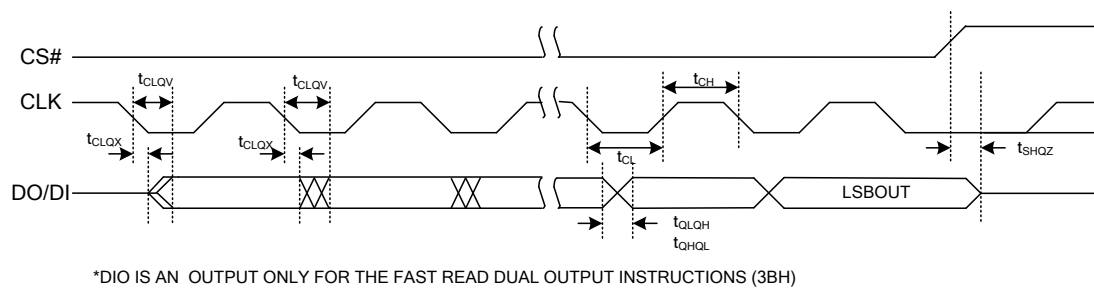 CS#
tCLQV
tCLQV
tCH
CLK
tCLQX
tCLQX
tCL
tSHQZ
DO/DI
LSBOUT
tQLQH
tQHQL
*DIO IS AN OUTPUT ONLY FOR THE FAST READ DUAL OUTPUT INSTRUCTIONS (3BH)